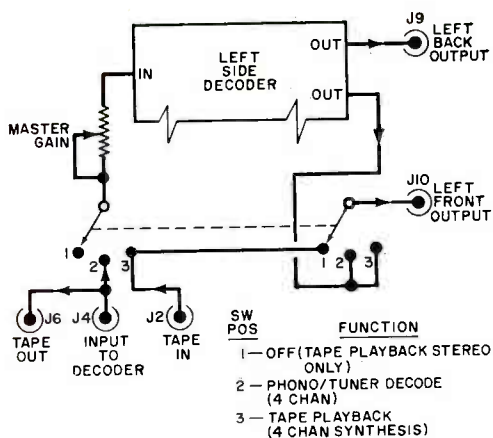 J9
LEFT
BACK
OUTPUT
OUT
LEFT
SIDE
DECODER
IN
OUT
MASTER
GAIN
J10
LEFT
FRONT
OUTPUT
1
2
3
1
2
3
J6
J4
J2
TAPE
OUT
INPUT
TO
DECODER
TAPE
IN
SW
POS
FUNCTION
1—OFF (TAPE PLAYBACK STEREO
ONLY)
2—PHONO/TUNER DECODE
(4 CHAN)
3—TAPE PLAYBACK
(4 CHAN SYNTHESIS)